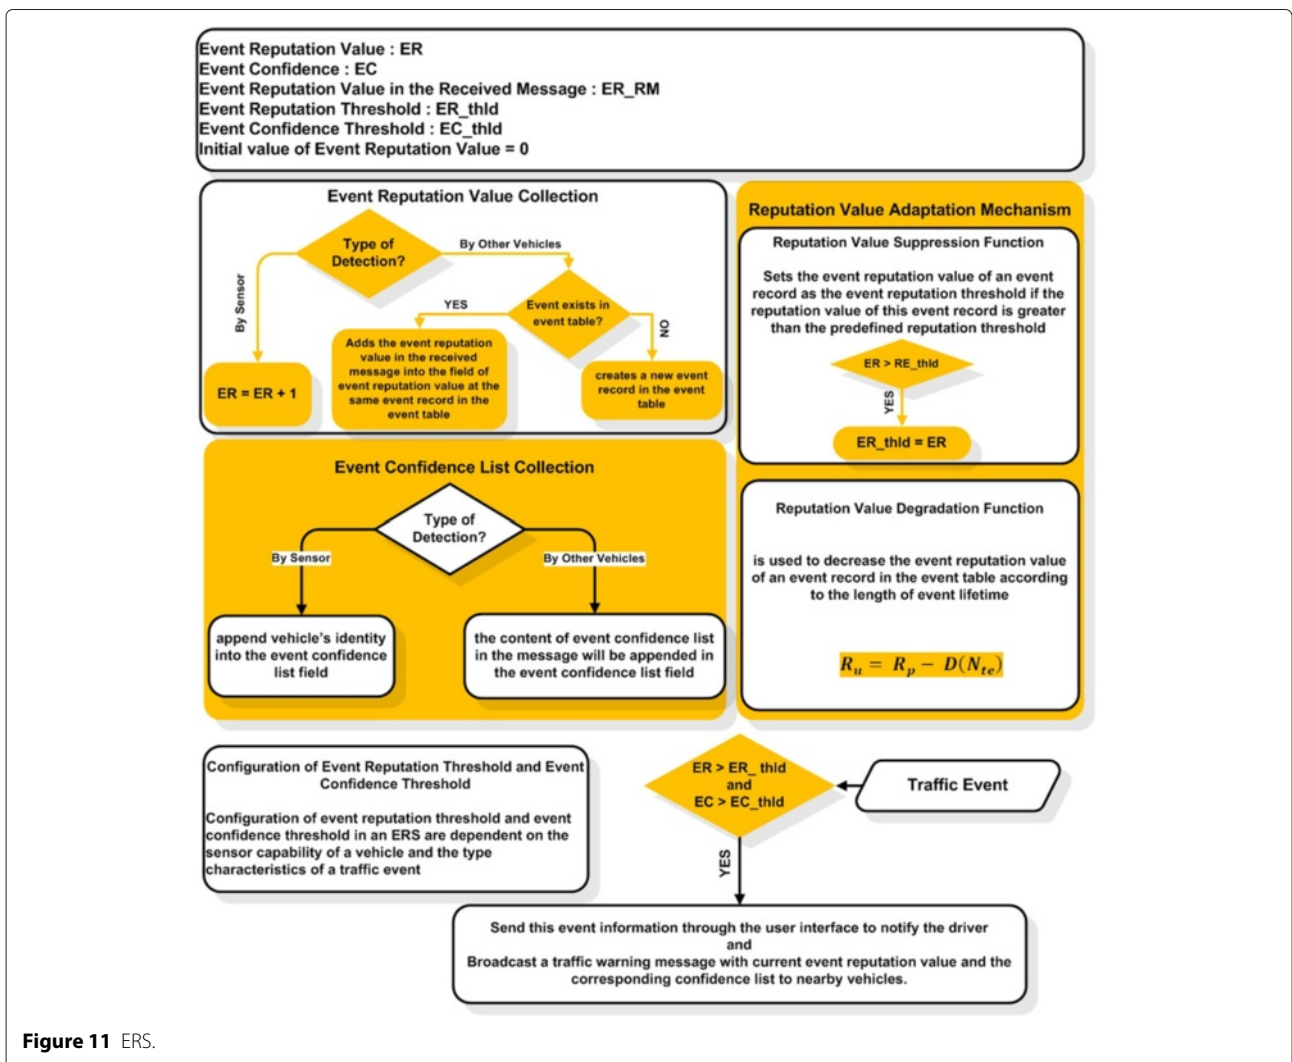 Event Reputation Value : ER
Event Confidence : EC
Event Reputation Value in the Received Message : ER_RM
Event Reputation Threshold : ER_thld
Event Confidence Threshold : EC_thld
Initial value of Event Reputation Value = 0
Event Reputation Value Collection
Type of
Detection?
By Other Vehicles
By Sensor
Event exists in
event table?
YES
NO
ER = ER + 1
Adds the event reputation
value in the received
message into the field of
event reputation value at the
same event record in the
event table
creates a new event
record in the event
table
Reputation Value Adaptation Mechanism
Reputation Value Suppression Function
Sets the event reputation value of an event
record as the event reputation threshold if the
reputation value of this event record is greater
than the predefined reputation threshold
ER > RE_thld
YES
ER_thld = ER
Reputation Value Degradation Function
is used to decrease the event reputation value
of an event record in the event table according
to the length of event lifetime
R_u = R_p − D(N_te)
Event Confidence List Collection
Type of
Detection?
By Sensor
By Other Vehicles
append vehicle's identity
into the event confidence
list field
the content of event confidence list
in the message will be appended in
the event confidence list field
Configuration of Event Reputation Threshold and Event
Confidence Threshold
Configuration of event reputation threshold and event
confidence threshold in an ERS are dependent on the
sensor capability of a vehicle and the type
characteristics of a traffic event
ER > ER_ thld
and
EC > EC_thld
Traffic Event
YES
Send this event information through the user interface to notify the driver
and
Broadcast a traffic warning message with current event reputation value and the
corresponding confidence list to nearby vehicles.
Figure 11 ERS.